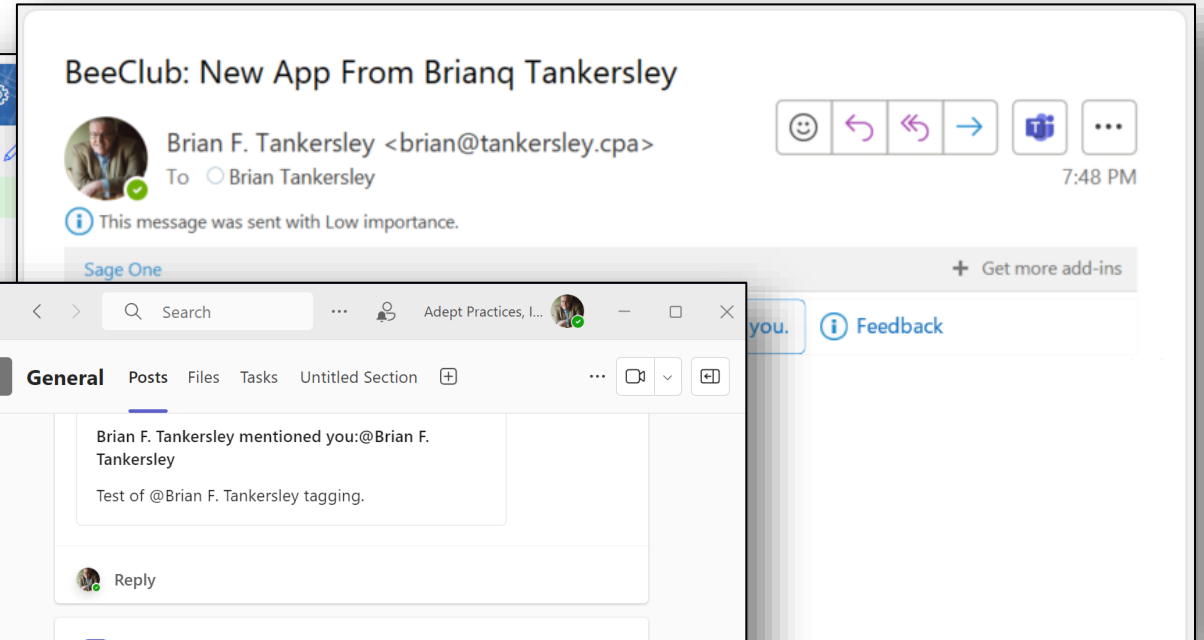 BeeClub: New App From Brianq Tankersley
Brian F. Tankersley <brian@tankersley.cpa>
To Brian Tankersley
7:48 PM
This message was sent with Low importance.
Sage One
+ Get more add-ins
you.
Feedback
Search
··· Adept Practices, I...
General Posts Files Tasks Untitled Section
Brian F. Tankersley mentioned you:@Brian F.
Tankersley
Test of @Brian F. Tankersley tagging.
Reply